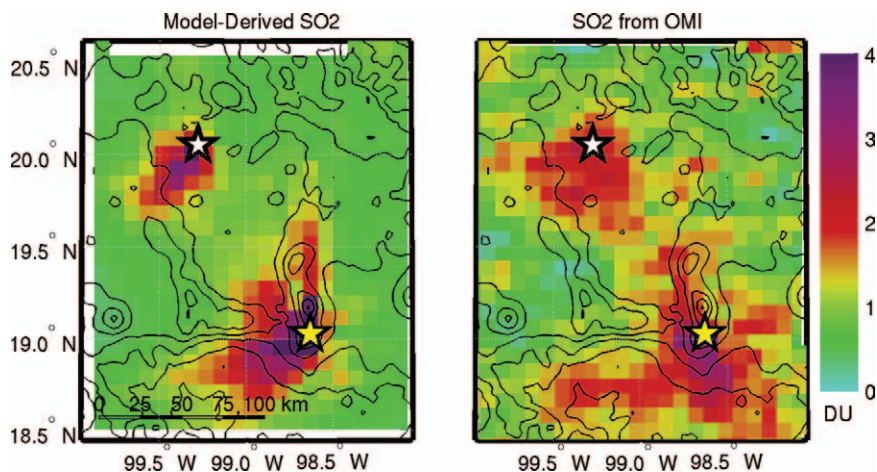 Model-Derived SO2
SO2 from OMI
20.5° N
20.0° N
19.5° N
19.0° N
18.5° N
0 25 50 75 100 km
99.5° W 99.0° W 98.5° W
99.5° W 99.0° W 98.5° W
4
3
2
1
0
DU